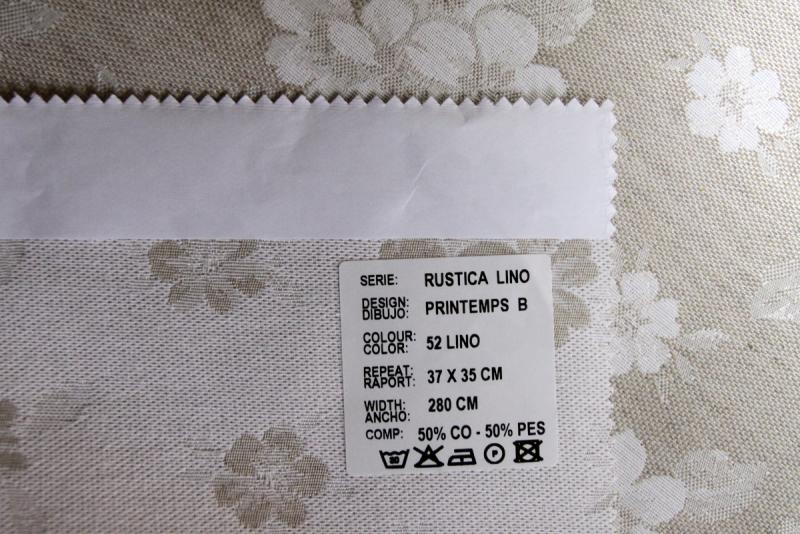 SERIE: RUSTICA LINO
DESIGN:
DIBUJO: PRINTEMPS B
COLOUR:
COLOR: 52 LINO
REPEAT:
RAPORT: 37 X 35 CM
WIDTH:
ANCHO: 280 CM
COMP: 50% CO - 50% PES
30 P